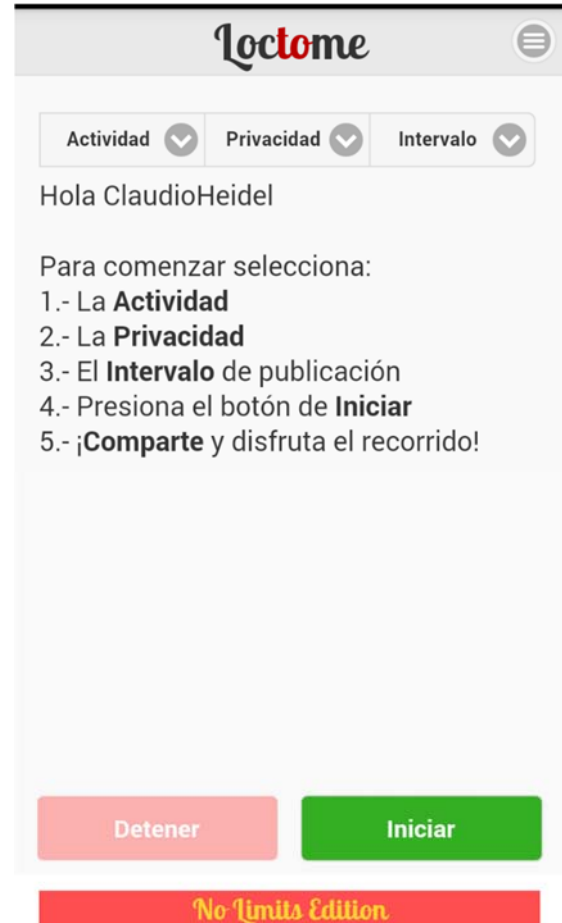 Loctome
Actividad Privacidad Intervalo
Hola ClaudioHeidel
Para comenzar selecciona:
1.- La Actividad
2.- La Privacidad
3.- El Intervalo de publicación
4.- Presiona el botón de Iniciar
5.- ¡Comparte y disfruta el recorrido!
Detener Iniciar
No Limits Edition